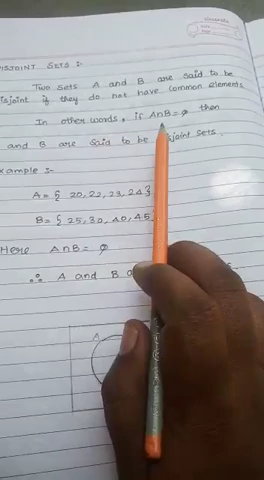 ISJOINT SETS :-
Two sets A and B are said to be
isjoint if they do not have common elements
In other words, if A∩B=φ then
and B are said to be disjoint sets.
xample :-
A = { 20, 22, 23, 24 }
B = { 25, 30, 40, 45
Here A∩B= φ
∴ A and B
A